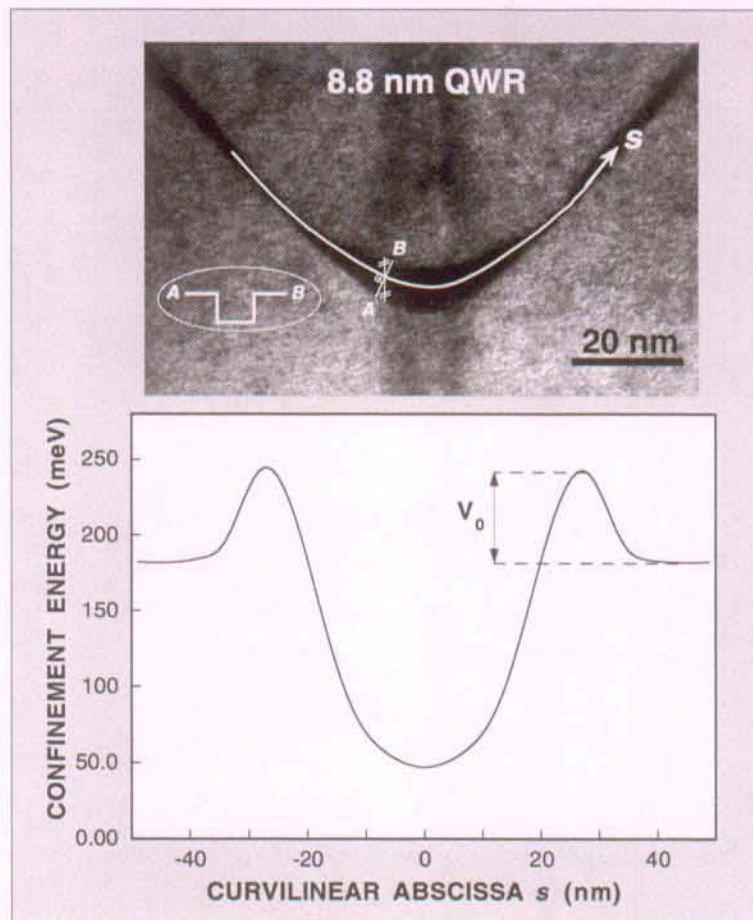 8.8 nm QWR
S
B
A
A B
20 nm
CONFINEMENT ENERGY (meV)
250
200
150
100
50.0
0.00
V0
-40 -20 0 20 40
CURVILINEAR ABSCISSA s (nm)